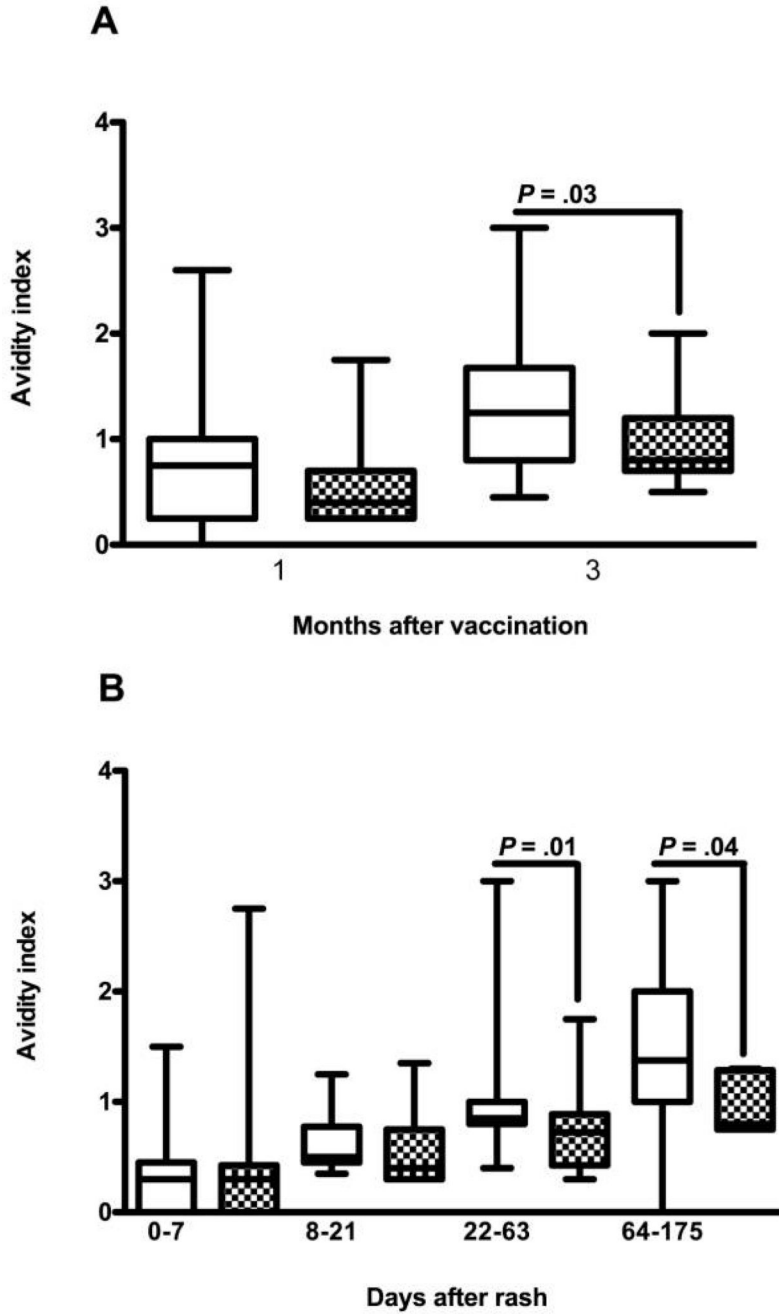 A
4
P = .03
3
2
1
0
Avidity index
1 3
Months after vaccination
B
4
P = .01 P = .04
3
2
1
0
Avidity index
0-7 8-21 22-63 64-175
Days after rash